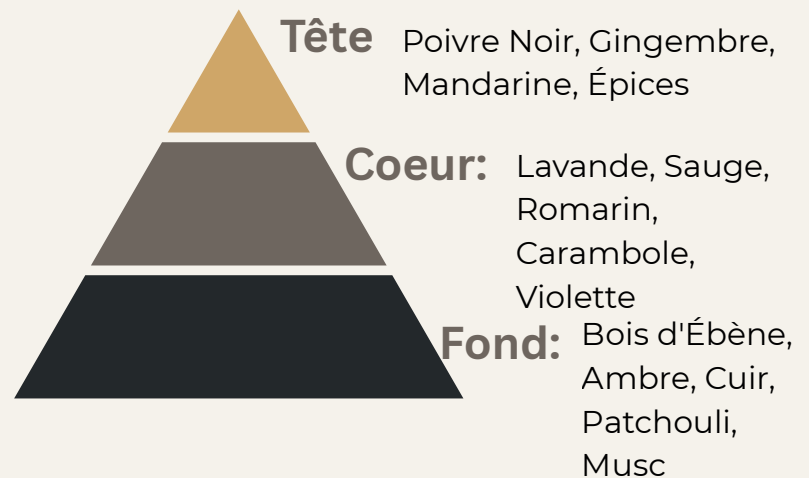 Tête
Poivre Noir, Gingembre,
Mandarine, Épices
Coeur:
Lavande, Sauge,
Romarin,
Carambole,
Violette
Fond:
Bois d'Ébène,
Ambre, Cuir,
Patchouli,
Musc